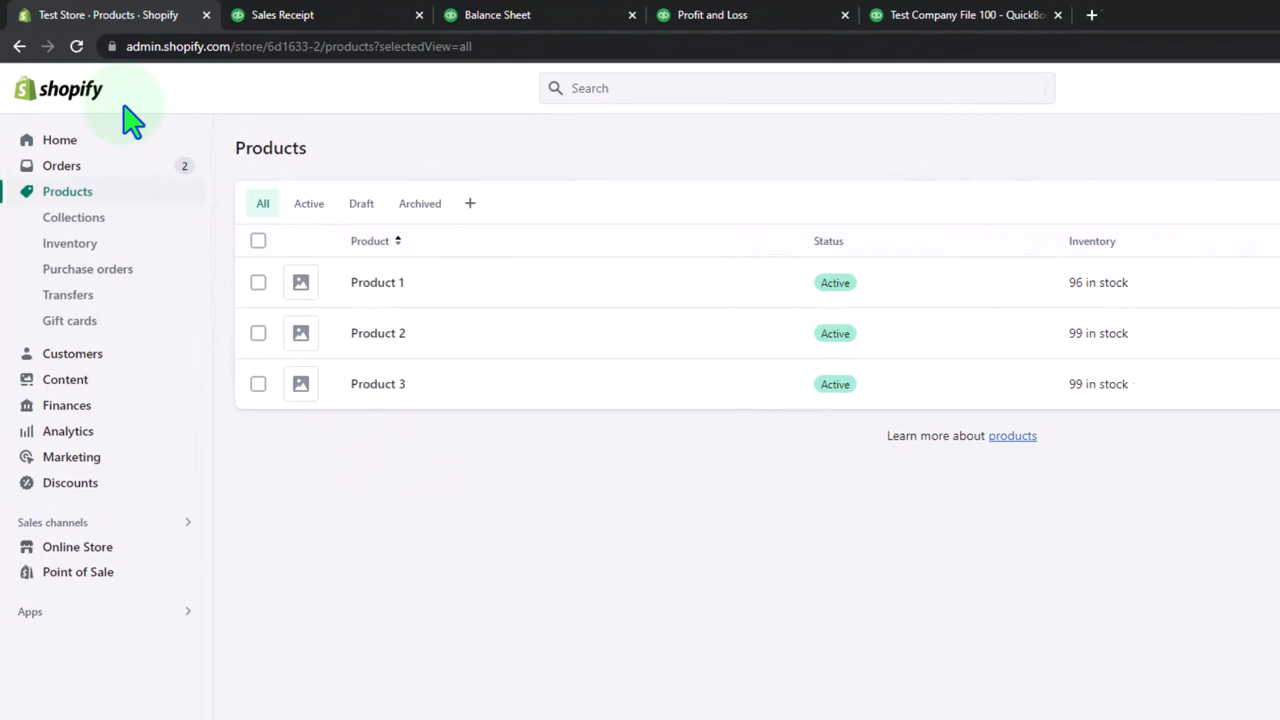 Test Store · Products · Shopify
Sales Receipt
Balance Sheet
Profit and Loss
Test Company File 100 - QuickBo
admin.shopify.com/store/6d1633-2/products?selectedView=all
shopify
Search
Home
Orders 2
Products
Collections
Inventory
Purchase orders
Transfers
Gift cards
Customers
Content
Finances
Analytics
Marketing
Discounts
Sales channels
Online Store
Point of Sale
Apps
Products
All Active Draft Archived +
Product Status Inventory
Product 1 Active 96 in stock
Product 2 Active 99 in stock
Product 3 Active 99 in stock
Learn more about products